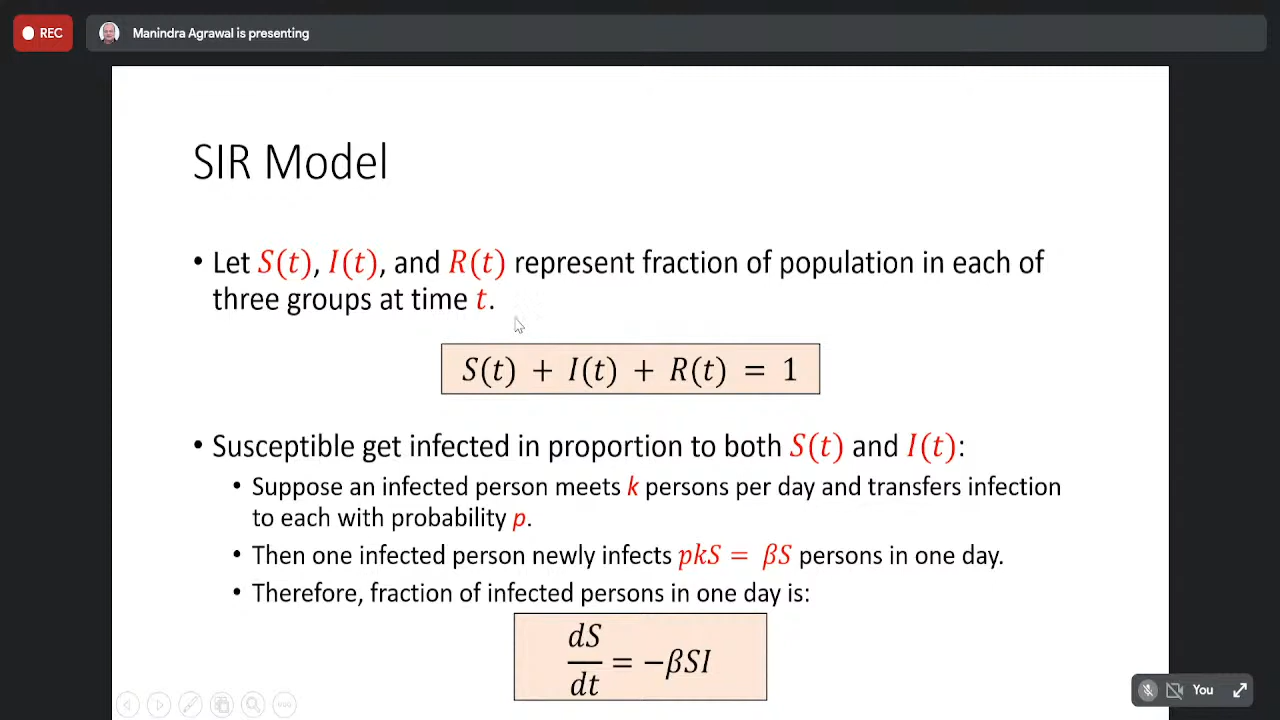 REC
Manindra Agrawal is presenting
SIR Model
• Let S(t), I(t), and R(t) represent fraction of population in each of
three groups at time t.
S(t) + I(t) + R(t) = 1
• Susceptible get infected in proportion to both S(t) and I(t):
• Suppose an infected person meets k persons per day and transfers infection
to each with probability p.
• Then one infected person newly infects pkS = βS persons in one day.
• Therefore, fraction of infected persons in one day is:
dS/dt = −βSI
You